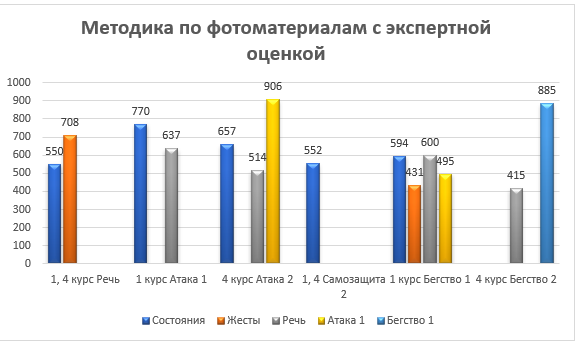 Методика по фотоматериалам с экспертной
оценкой
1000
900
800
700
600
500
400
300
200
100
0
550
708
770
637
657
514
906
552
594
431
600
495
415
885
1, 4 курс Речь
1 курс Атака 1
4 курс Атака 2
1, 4 Самозащита
2
1 курс Бегство 1
4 курс Бегство 2
Состояния
Жесты
Речь
Атака 1
Бегство 1